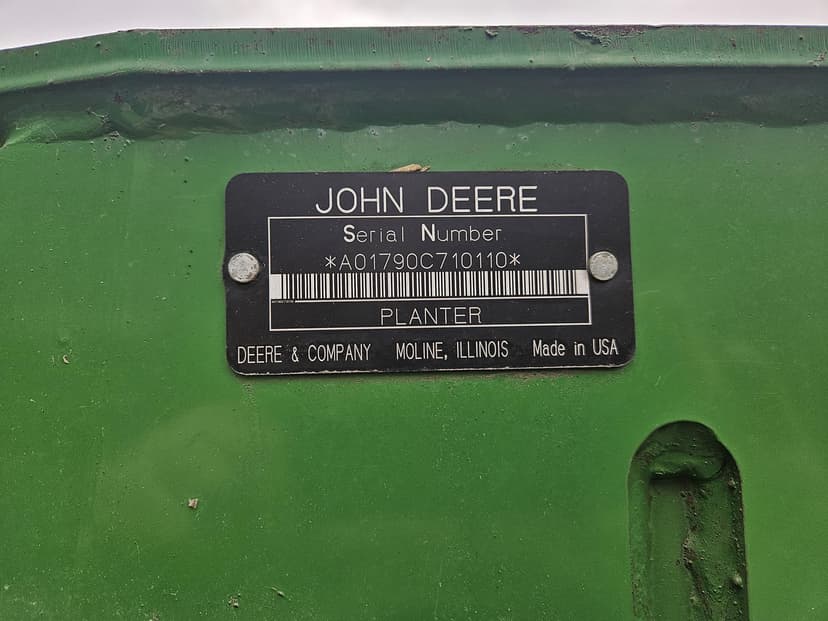 JOHN DEERE
Serial Number
*A01790C710110*
PLANTER
DEERE & COMPANY MOLINE, ILLINOIS Made in USA